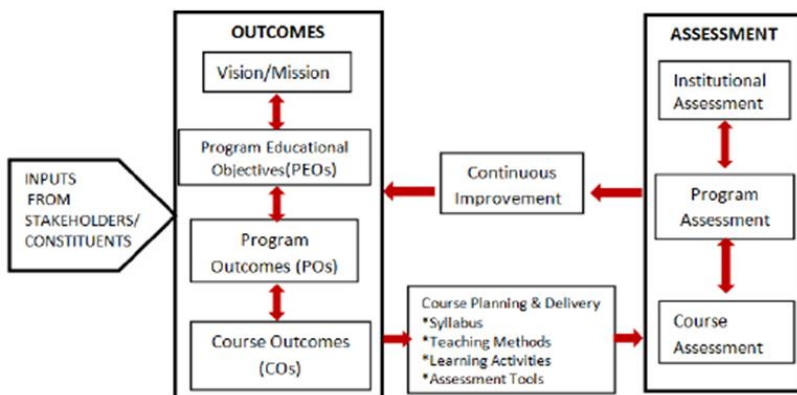 INPUTS
FROM
STAKEHOLDERS/
CONSTITUENTS
OUTCOMES
Vision/Mission
Program Educational
Objectives(PEOs)
Program
Outcomes (POs)
Course Outcomes
(COs)
Continuous
Improvement
Course Planning & Delivery
*Syllabus
*Teaching Methods
*Learning Activities
*Assessment Tools
ASSESSMENT
Institutional
Assessment
Program
Assessment
Course
Assessment